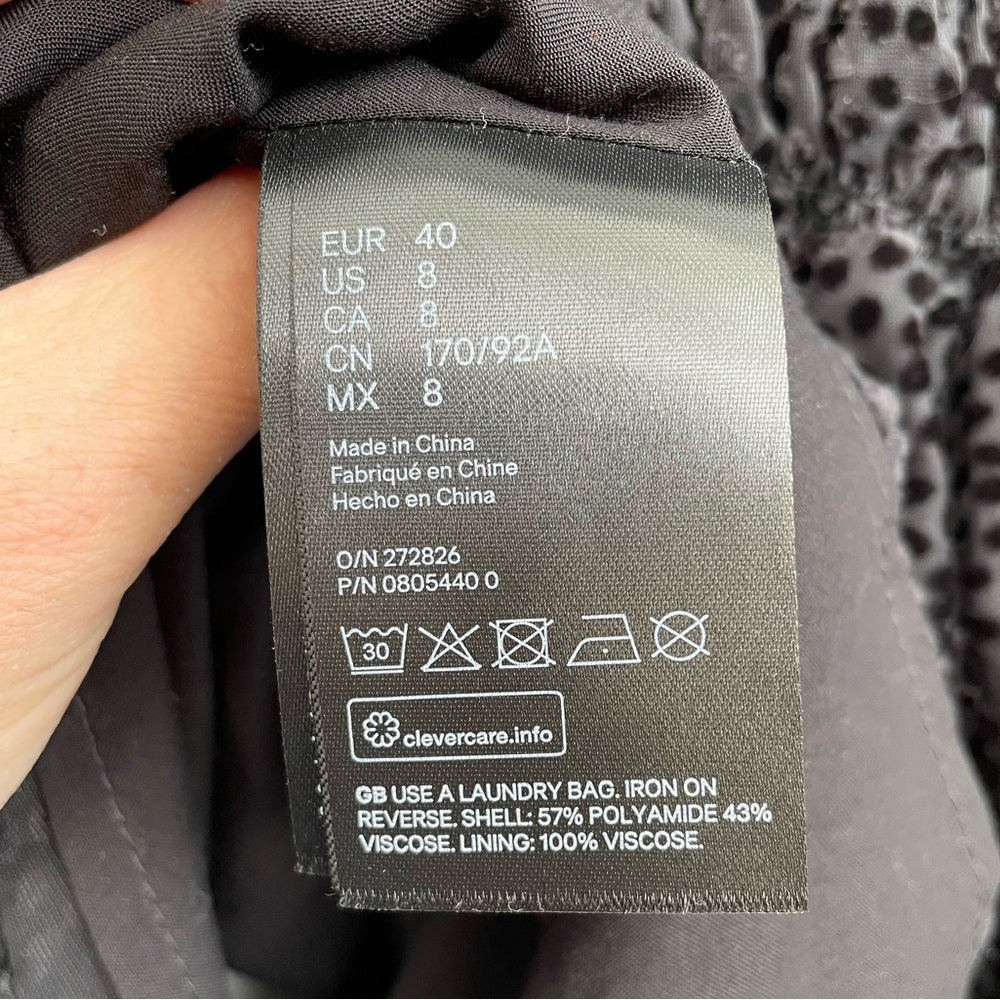 EUR 40
US 8
CA 8
CN 170/92A
MX 8
Made in China
Fabriqué en Chine
Hecho en China
O/N 272826
P/N 0805440 0
30
clevercare.info
GB USE A LAUNDRY BAG. IRON ON
REVERSE. SHELL: 57% POLYAMIDE 43%
VISCOSE. LINING: 100% VISCOSE.